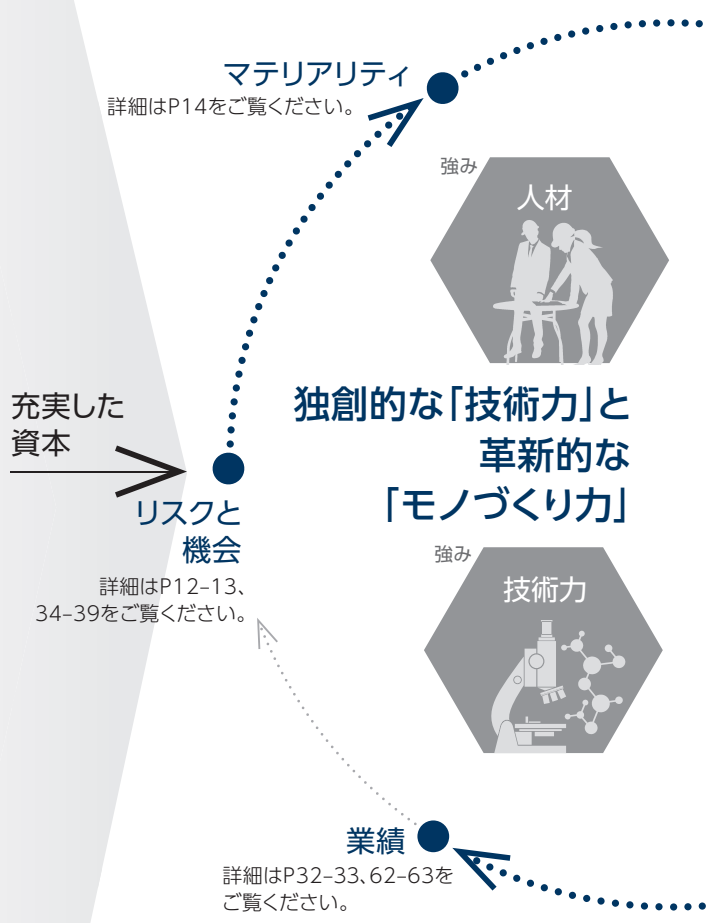 マテリアリティ
詳細はP14をご覧ください。
強み
人材
充実した
資本
独創的な「技術力」と
革新的な
「モノづくり力」
リスクと
機会
詳細はP12–13、
34–39をご覧ください。
強み
技術力
業績
詳細はP32–33、62–63を
ご覧ください。